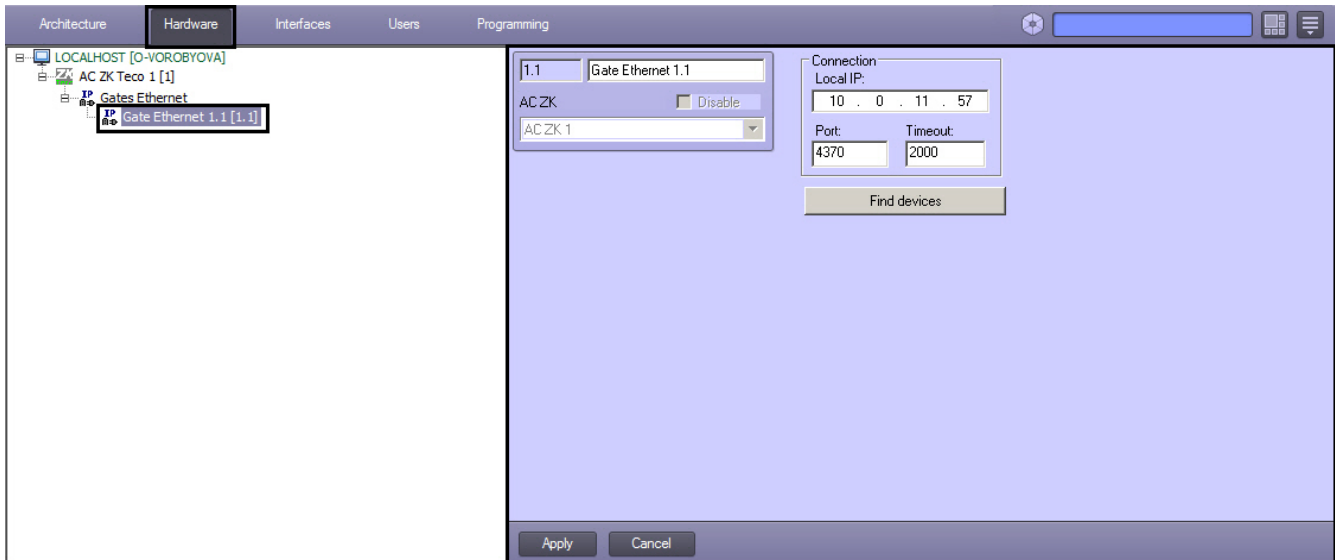 Architecture Hardware Interfaces Users Programming
LOCALHOST [O-VOROBYOVA]
AC ZK Teco 1 [1]
IP Gates Ethernet
IP Gate Ethernet 1.1 [1.1]
1.1 Gate Ethernet 1.1
AC ZK Disable
AC ZK 1
Connection
Local IP:
10 . 0 . 11 . 57
Port: Timeout:
4370 2000
Find devices
Apply Cancel